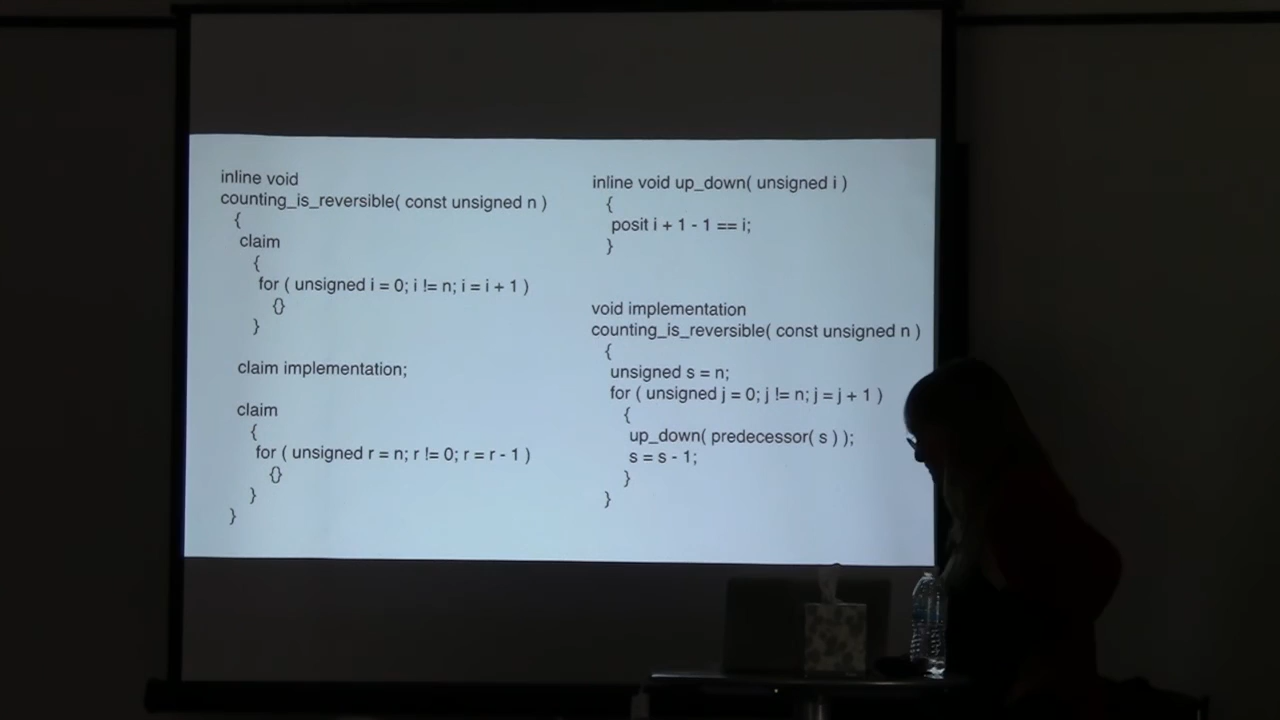 inline void
counting_is_reversible( const unsigned n )
{
claim
{
for ( unsigned i = 0; i != n; i = i + 1 )
{}
}
claim implementation;
claim
{
for ( unsigned r = n; r != 0; r = r - 1 )
{}
}
}
inline void up_down( unsigned i )
{
posit i + 1 - 1 == i;
}
void implementation
counting_is_reversible( const unsigned n )
{
unsigned s = n;
for ( unsigned j = 0; j != n; j = j + 1 )
{
up_down( predecessor( s ) );
s = s - 1;
}
}